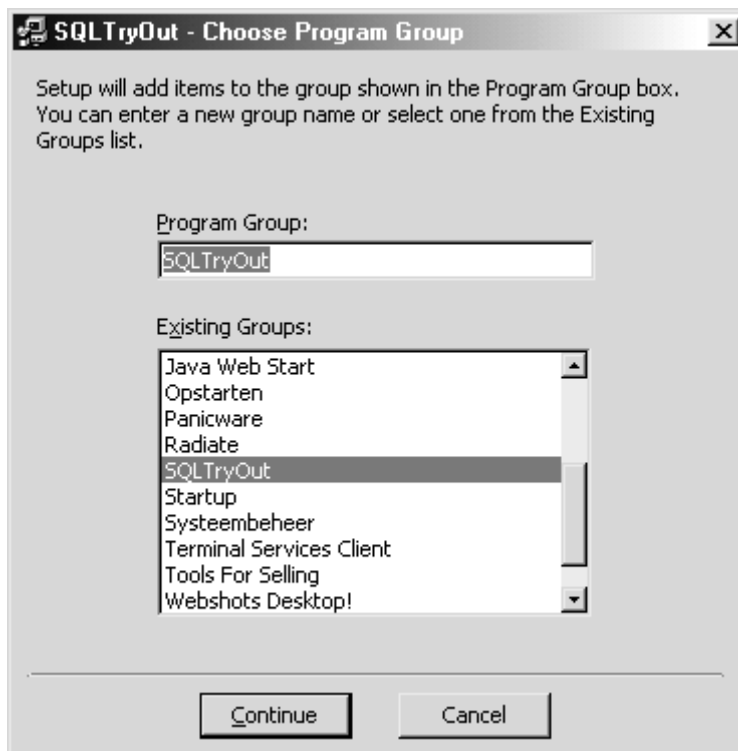 SQLTryOut - Choose Program Group
Setup will add items to the group shown in the Program Group box.
You can enter a new group name or select one from the Existing
Groups list.
Program Group:
SQLTryOut
Existing Groups:
Java Web Start
Opstarten
Panicware
Radiate
SQLTryOut
Startup
Systeembeheer
Terminal Services Client
Tools For Selling
Webshots Desktop!
Continue
Cancel